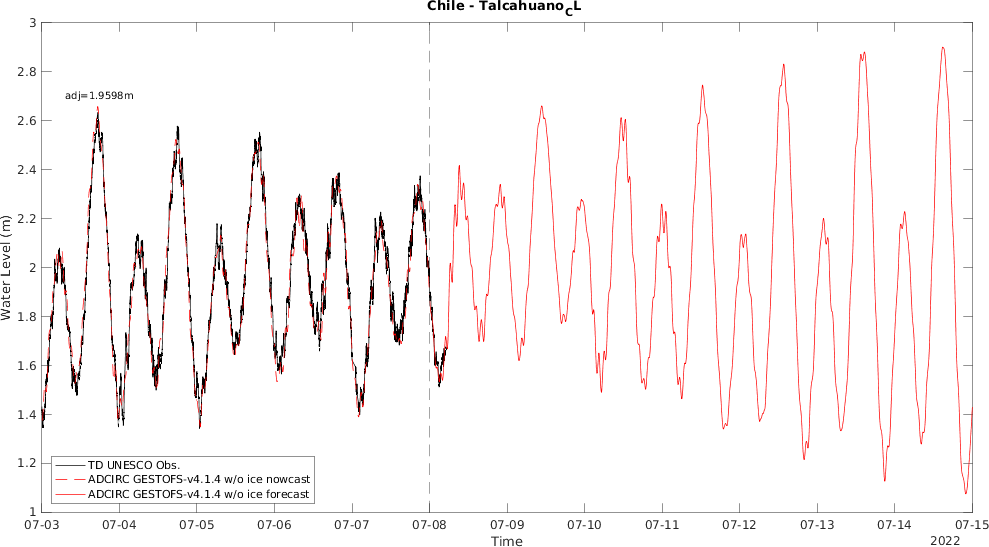 Chile - Talcahuano_CL
3
2.8
adj=1.9598m
2.6
2.4
2.2
2
1.8
1.6
1.4
1.2
1
Water Level (m)
TD UNESCO Obs.
ADCIRC GESTOFS-v4.1.4 w/o ice nowcast
ADCIRC GESTOFS-v4.1.4 w/o ice forecast
07-03 07-04 07-05 07-06 07-07 07-08 07-09 07-10 07-11 07-12 07-13 07-14 07-15
Time
2022